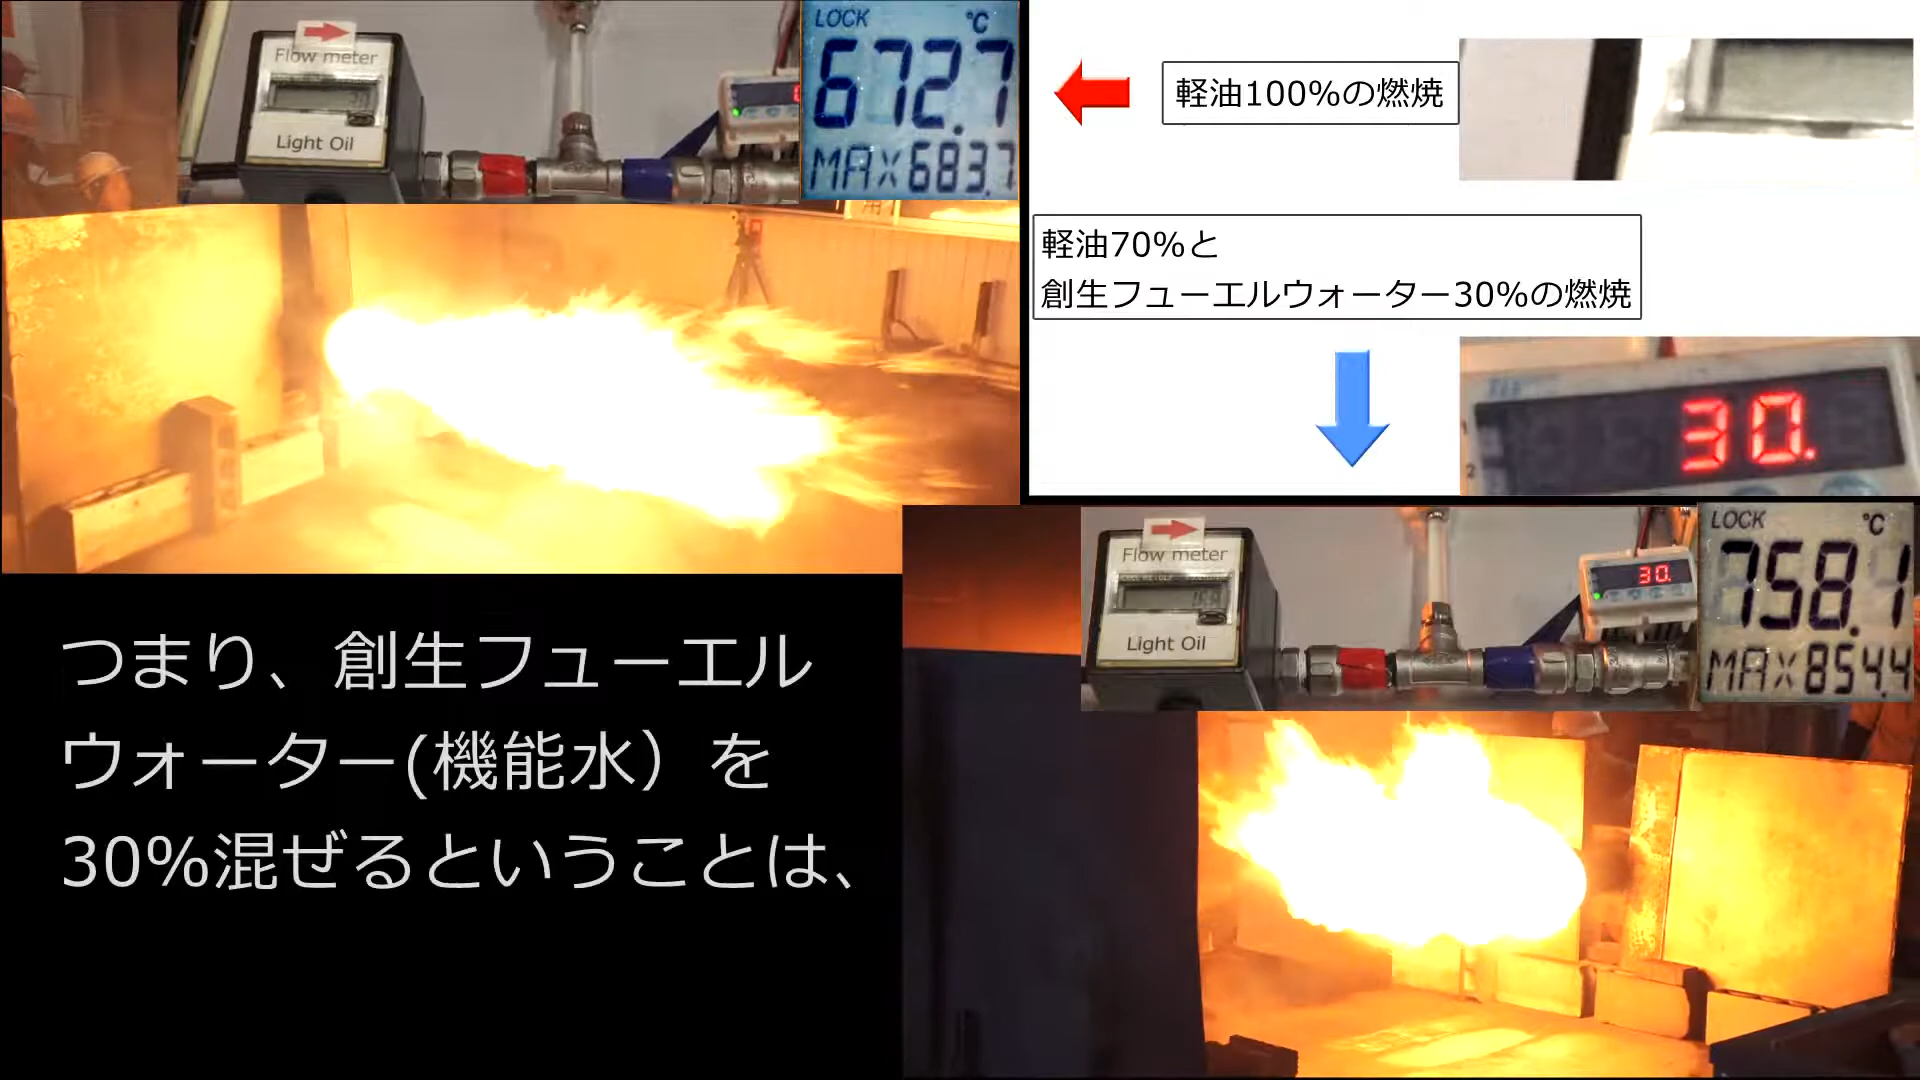 Flow meter
Light Oil
LOCK °C
672.7
MAX 683.7
軽油100%の燃焼
軽油70%と
創生フューエルウォーター30%の燃焼
30.
Flow meter
Light Oil
30.
LOCK °C
758.1
MAX 854.4
つまり、創生フューエル
ウォーター(機能水）を
30%混ぜるということは、